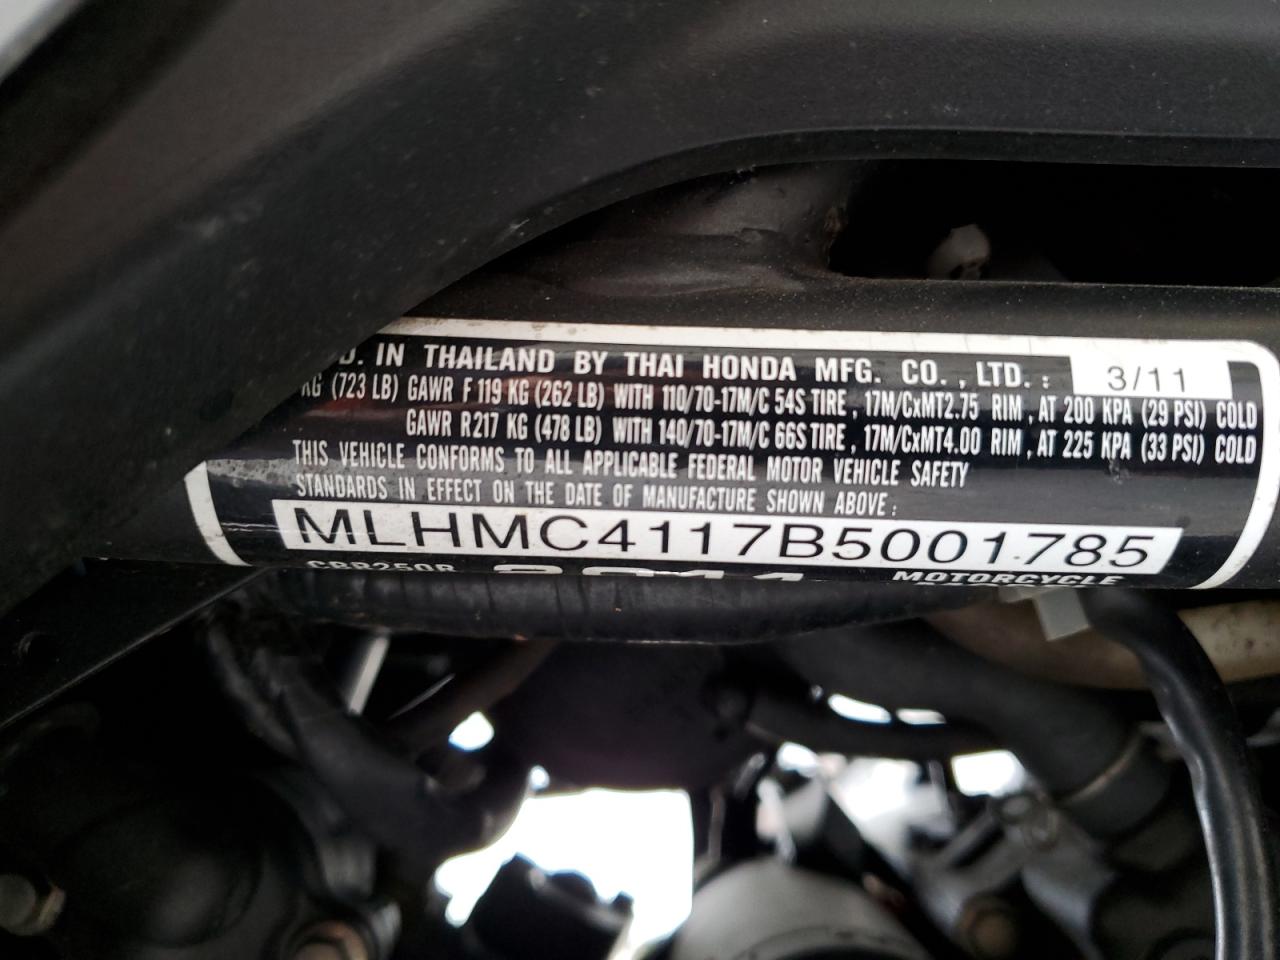 D. IN THAILAND BY THAI HONDA MFG. CO., LTD.: 3/11
KG (723 LB) GAWR F 119 KG (262 LB) WITH 110/70-17M/C 54S TIRE, 17M/CxMT2.75 RIM, AT 200 KPA (29 PSI) COLD
GAWR R217 KG (478 LB) WITH 140/70-17M/C 66S TIRE, 17M/CxMT4.00 RIM, AT 225 KPA (33 PSI) COLD
THIS VEHICLE CONFORMS TO ALL APPLICABLE FEDERAL MOTOR VEHICLE SAFETY
STANDARDS IN EFFECT ON THE DATE OF MANUFACTURE SHOWN ABOVE:
MLHMC4117B5001785
CBR250R 2011 MOTORCYCLE